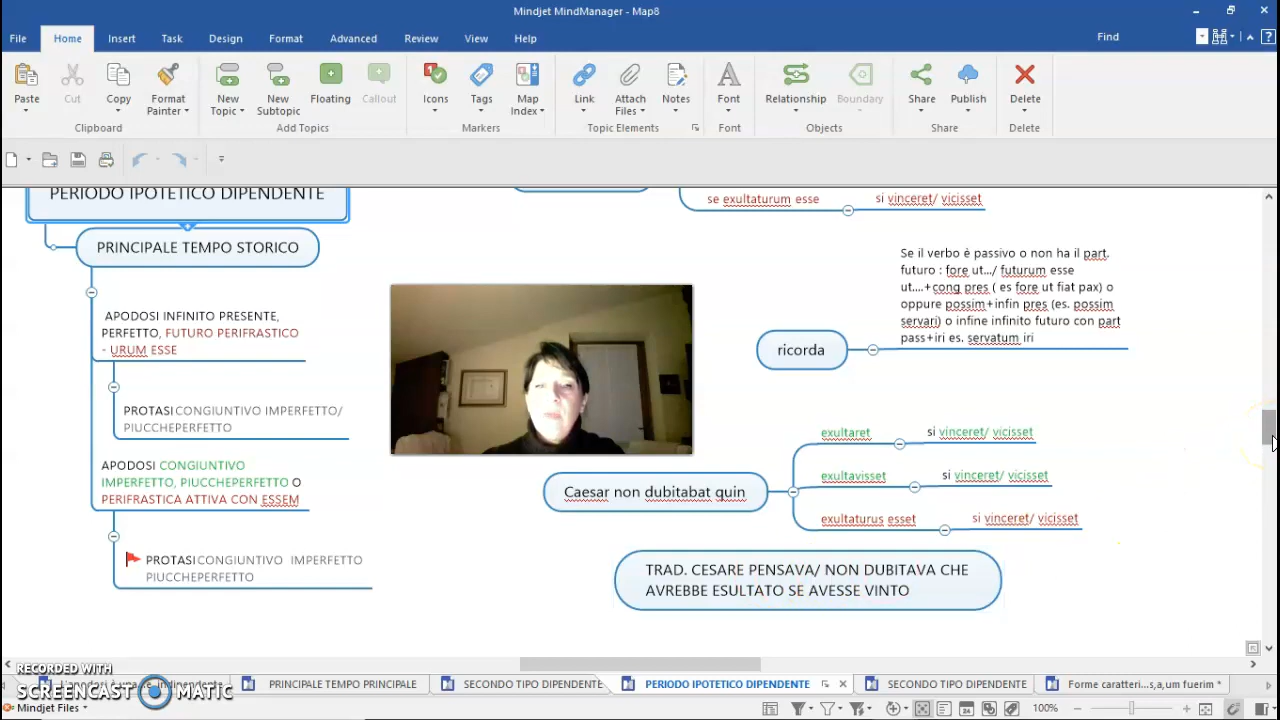 Mindjet MindManager - Map8
File Home Insert Task Design Format Advanced Review View Help Find
Paste Cut Copy Format Painter New Topic New Subtopic Floating Callout Icons Tags Map Index Link Attach Files Notes Font Relationship Boundary Share Publish Delete
Clipboard Add Topics Markers Topic Elements Font Objects Share Delete
PERIODO IPOTETICO DIPENDENTE
se exultaturum esse
si vinceret/ vicisset
PRINCIPALE TEMPO STORICO
APODOSI INFINITO PRESENTE,
PERFETTO, FUTURO PERIFRASTICO
- URUM ESSE
PROTASI CONGIUNTIVO IMPERFETTO/
PIUCCHEPERFETTO
APODOSI CONGIUNTIVO
IMPERFETTO, PIUCCHEPERFETTO O
PERIFRASTICA ATTIVA CON ESSEM
PROTASI CONGIUNTIVO IMPERFETTO
PIUCCHEPERFETTO
Se il verbo è passivo o non ha il part.
futuro : fore ut.../ futurum esse
ut....+cong pres ( es fore ut fiat pax) o
oppure possim+infin pres (es. possim
servari) o infine infinito futuro con part
pass+iri es. servatum iri
ricorda
Caesar non dubitabat quin
exultaret
si vinceret/ vicisset
exultavisset
si vinceret/ vicisset
exultaturus esset
si vinceret/ vicisset
TRAD. CESARE PENSAVA/ NON DUBITAVA CHE
AVREBBE ESULTATO SE AVESSE VINTO
RECORDED WITH
SCREENCAST MATIC
PRINCIPALE TEMPO PRINCIPALE
SECONDO TIPO DIPENDENTE
PERIODO IPOTETICO DIPENDENTE
SECONDO TIPO DIPENDENTE
Forme caratteri...s,a,um fuerim *
Mindjet Files
100%